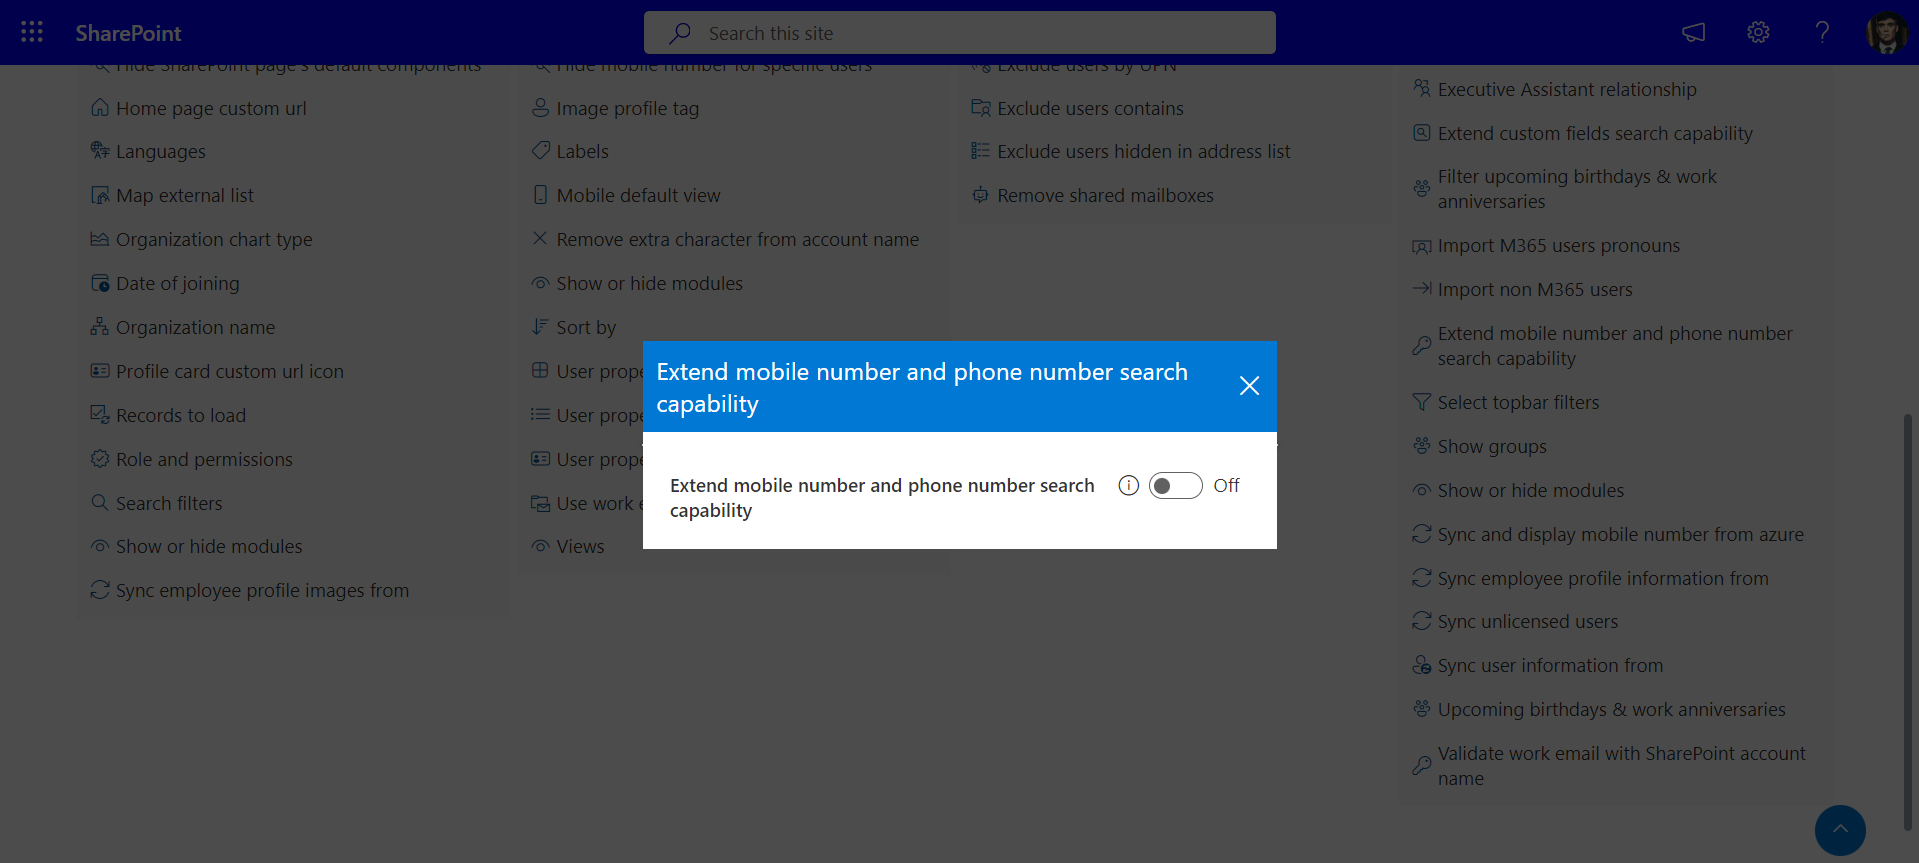 SharePoint
Search this site
Hide SharePoint page's default components
Home page custom url
Languages
Map external list
Organization chart type
Date of joining
Organization name
Profile card custom url icon
Records to load
Role and permissions
Search filters
Show or hide modules
Sync employee profile images from
Hide mobile number for specific users
Image profile tag
Labels
Mobile default view
Remove extra character from account name
Show or hide modules
Sort by
User prope
User prope
User prope
Use work e
Views
Exclude users by UPN
Exclude users contains
Exclude users hidden in address list
Remove shared mailboxes
Executive Assistant relationship
Extend custom fields search capability
Filter upcoming birthdays & work
anniversaries
Import M365 users pronouns
Import non M365 users
Extend mobile number and phone number
search capability
Select topbar filters
Show groups
Show or hide modules
Sync and display mobile number from azure
Sync employee profile information from
Sync unlicensed users
Sync user information from
Upcoming birthdays & work anniversaries
Validate work email with SharePoint account
name
Extend mobile number and phone number search
capability
Extend mobile number and phone number search
capability
Off